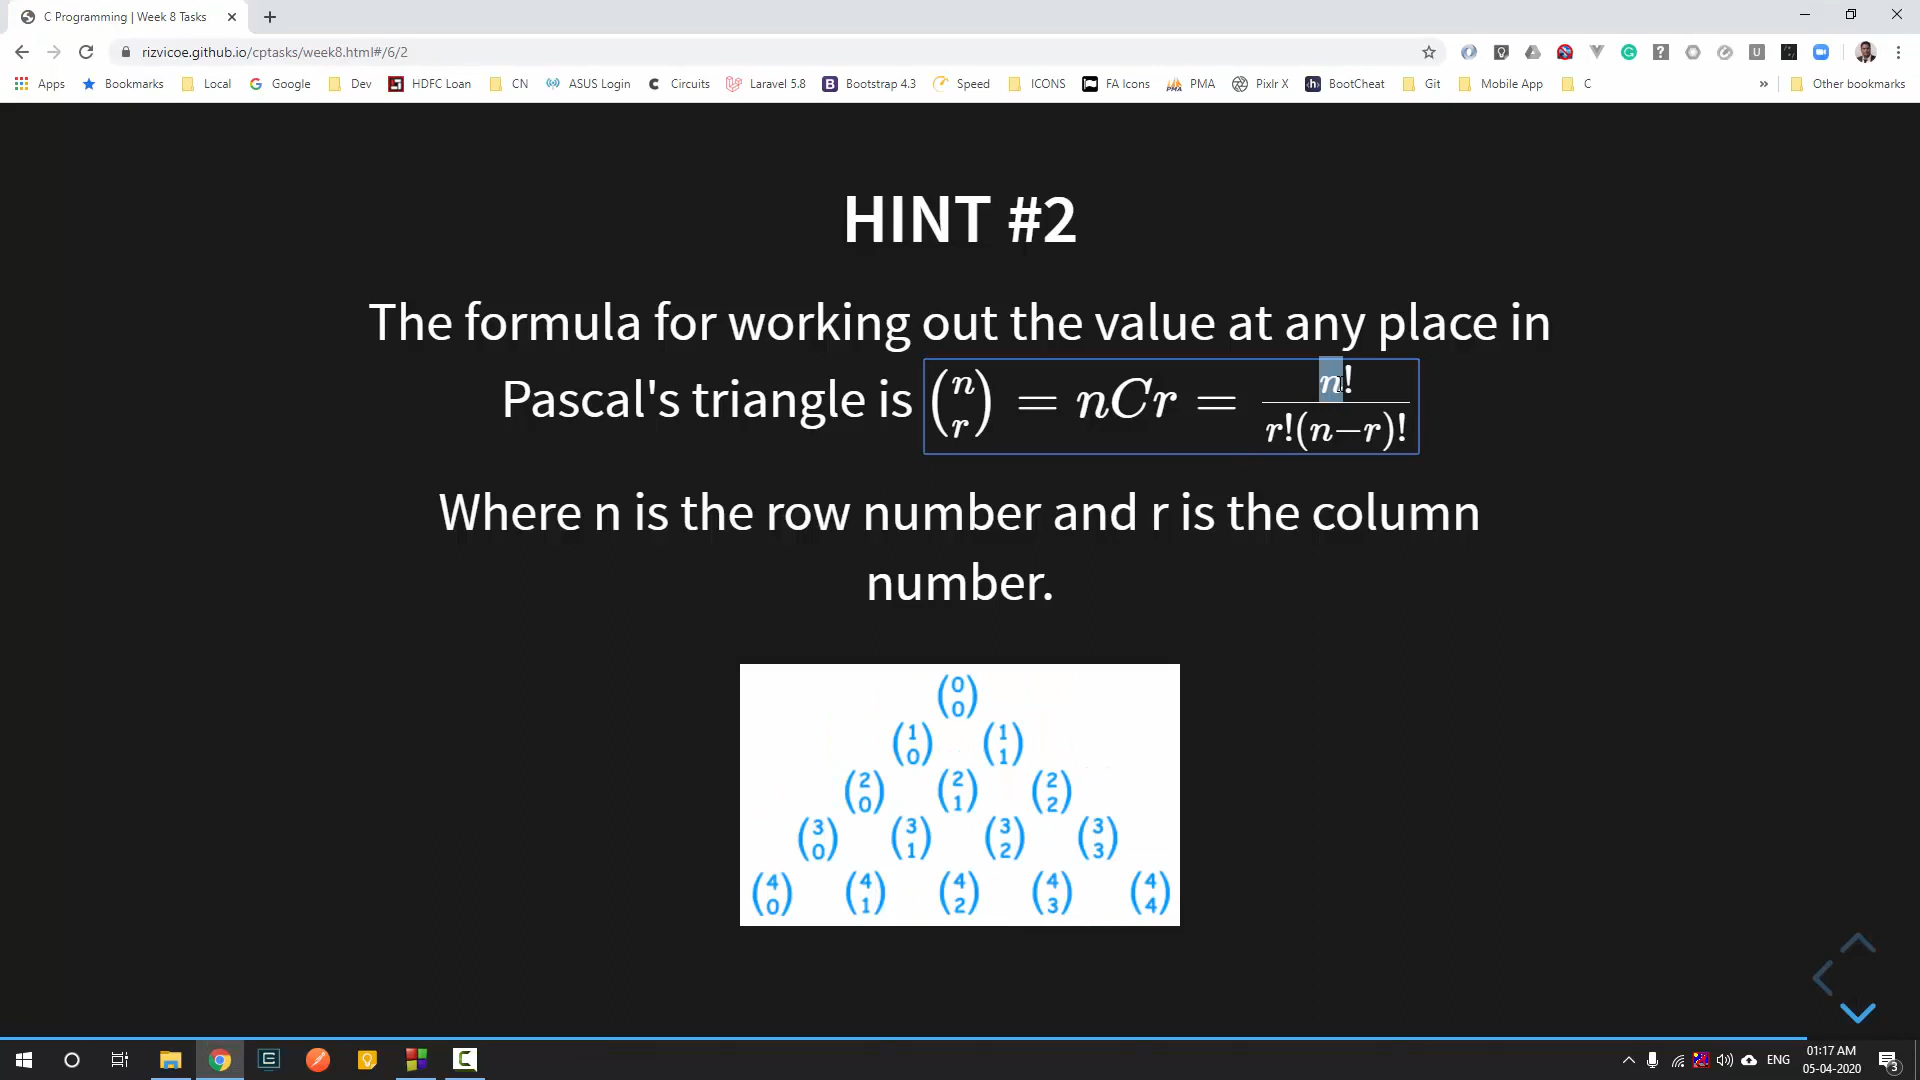 C Programming | Week 8 Tasks
rizvicoe.github.io/cptasks/week8.html#/6/2
Apps Bookmarks Local Google Dev HDFC Loan CN ASUS Login Circuits Laravel 5.8 Bootstrap 4.3 Speed ICONS FA Icons PMA Pixlr X BootCheat Git Mobile App C » Other bookmarks
HINT #2
The formula for working out the value at any place in
Pascal's triangle is (n r) = nCr = n! / r!(n−r)!
Where n is the row number and r is the column
number.
(0 0)
(1 0) (1 1)
(2 0) (2 1) (2 2)
(3 0) (3 1) (3 2) (3 3)
(4 0) (4 1) (4 2) (4 3) (4 4)
ENG
01:17 AM
05-04-2020
3